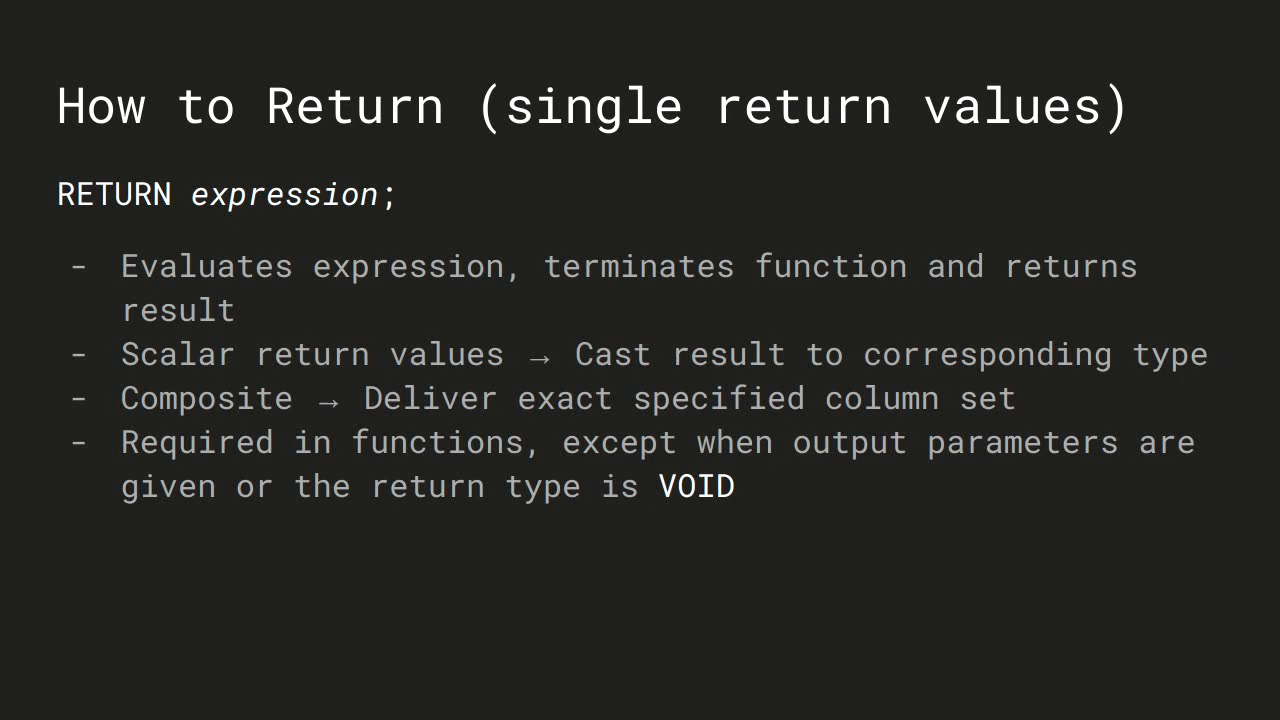 How to Return (single return values)
RETURN expression;
- Evaluates expression, terminates function and returns
result
- Scalar return values → Cast result to corresponding type
- Composite → Deliver exact specified column set
- Required in functions, except when output parameters are
given or the return type is VOID